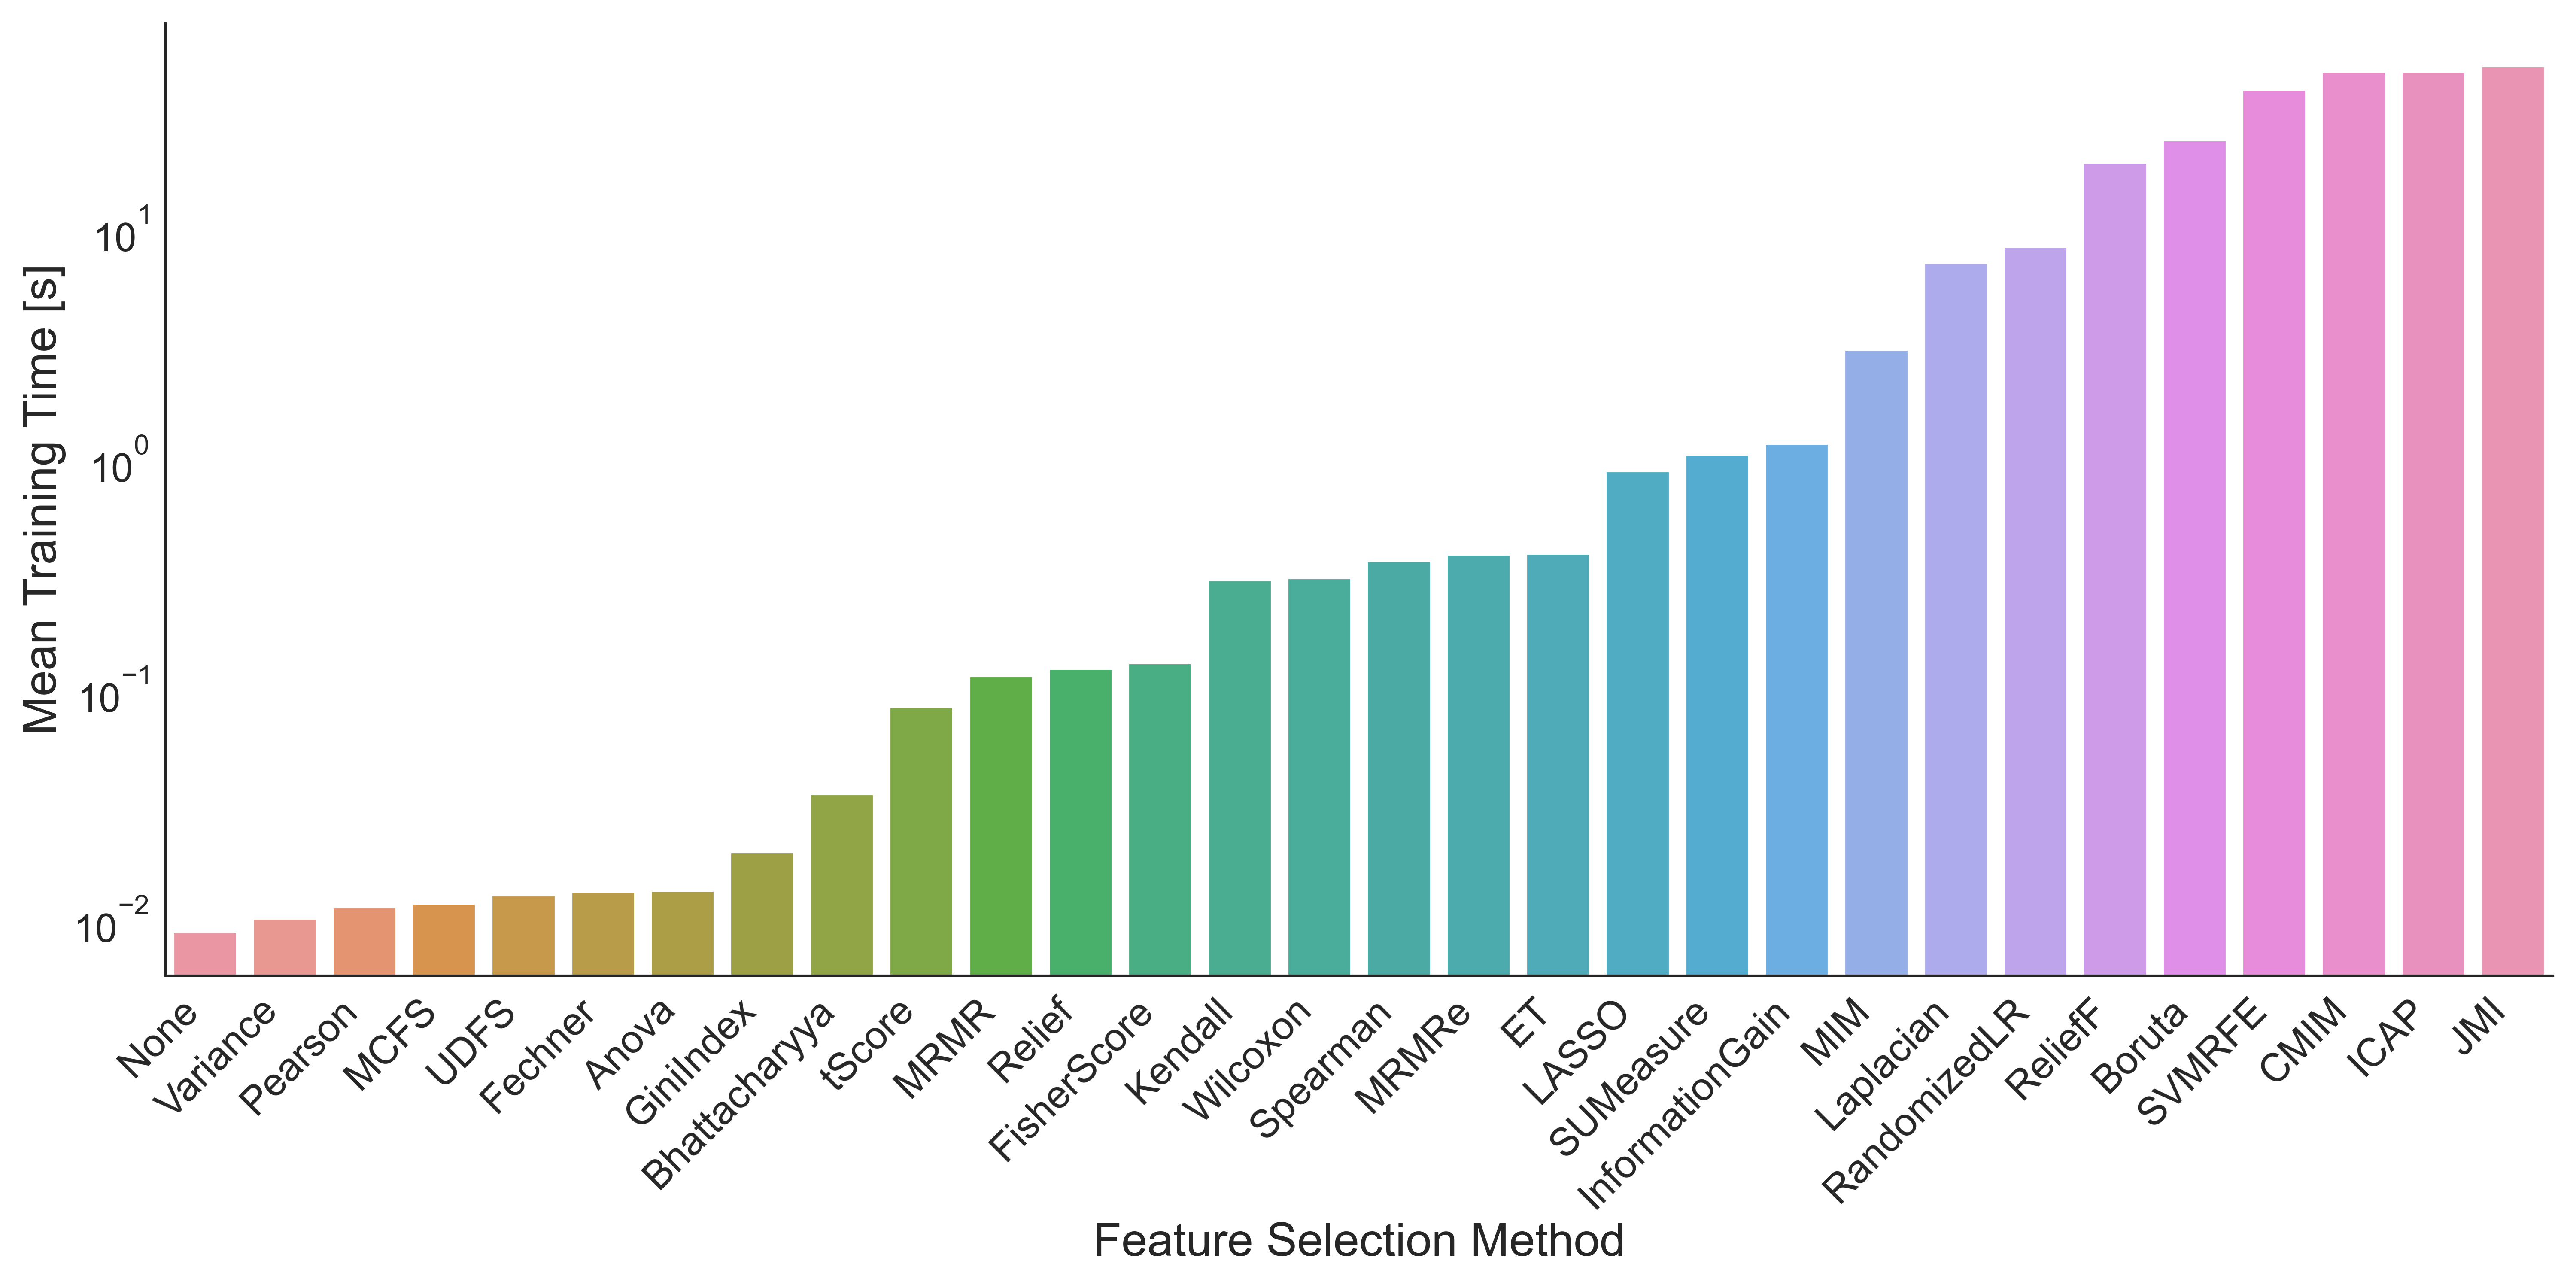 Mean Training Time [s]
10^1
10^0
10^−1
10^−2
None
Variance
Pearson
MCFS
UDFS
Fechner
Anova
GiniIndex
Bhattacharyya
tScore
MRMR
Relief
FisherScore
Kendall
Wilcoxon
Spearman
MRMRe
ET
LASSO
SUMeasure
InformationGain
MIM
Laplacian
RandomizedLR
ReliefF
Boruta
SVMRFE
CMIM
ICAP
JMI
Feature Selection Method